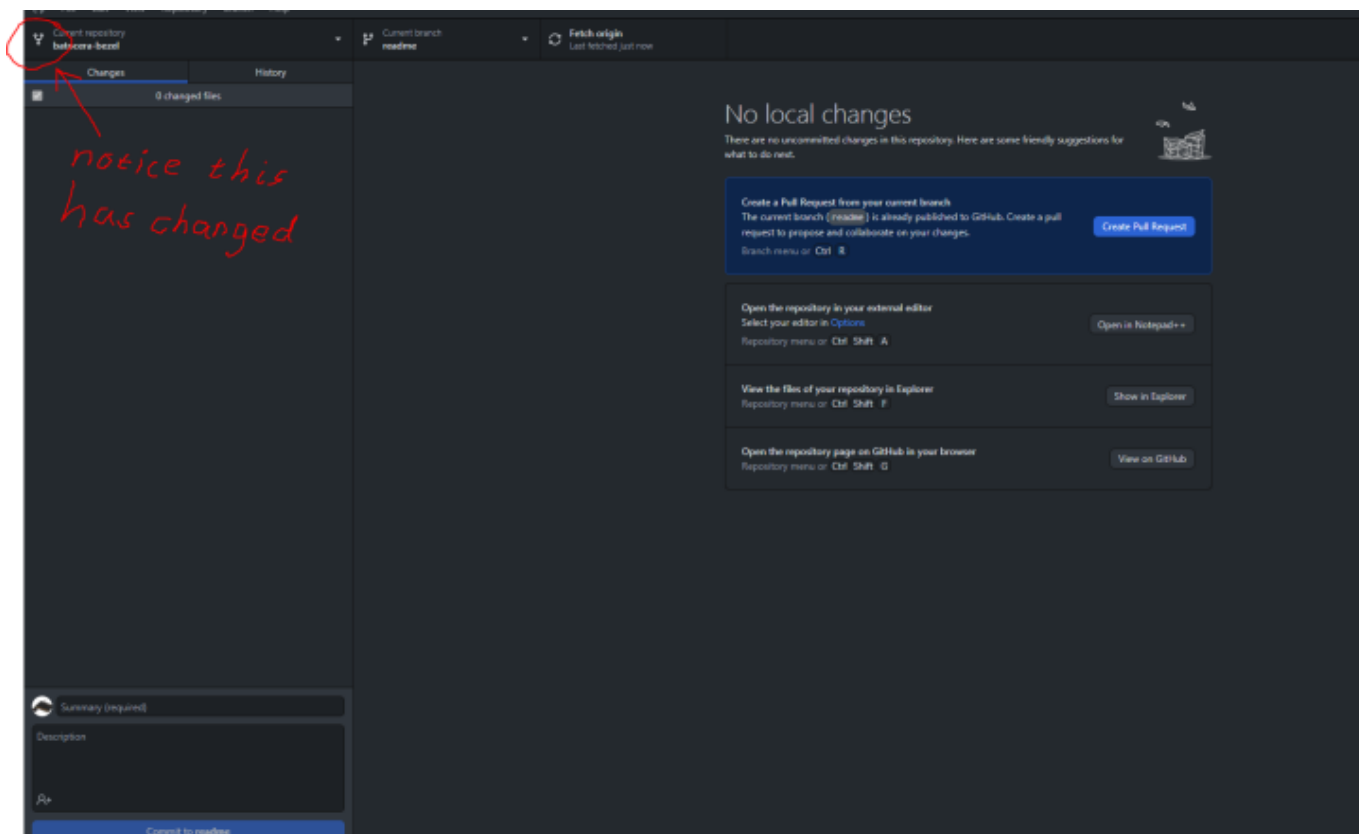 Current repository
batocera-bezel
Current branch
readme
Fetch origin
Last fetched just now
Changes
History
0 changed files
notice this
has changed
No local changes
There are no uncommitted changes in this repository. Here are some friendly suggestions for
what to do next.
Create a Pull Request from your current branch
The current branch (readme) is already published to GitHub. Create a pull
request to propose and collaborate on your changes.
Branch menu or Ctrl R
Create Pull Request
Open the repository in your external editor
Select your editor in Options
Repository menu or Ctrl Shift A
Open in Notepad++
View the files of your repository in Explorer
Repository menu or Ctrl Shift F
Show in Explorer
Open the repository page on GitHub in your browser
Repository menu or Ctrl Shift G
View on GitHub
Summary (required)
Description
Commit to readme